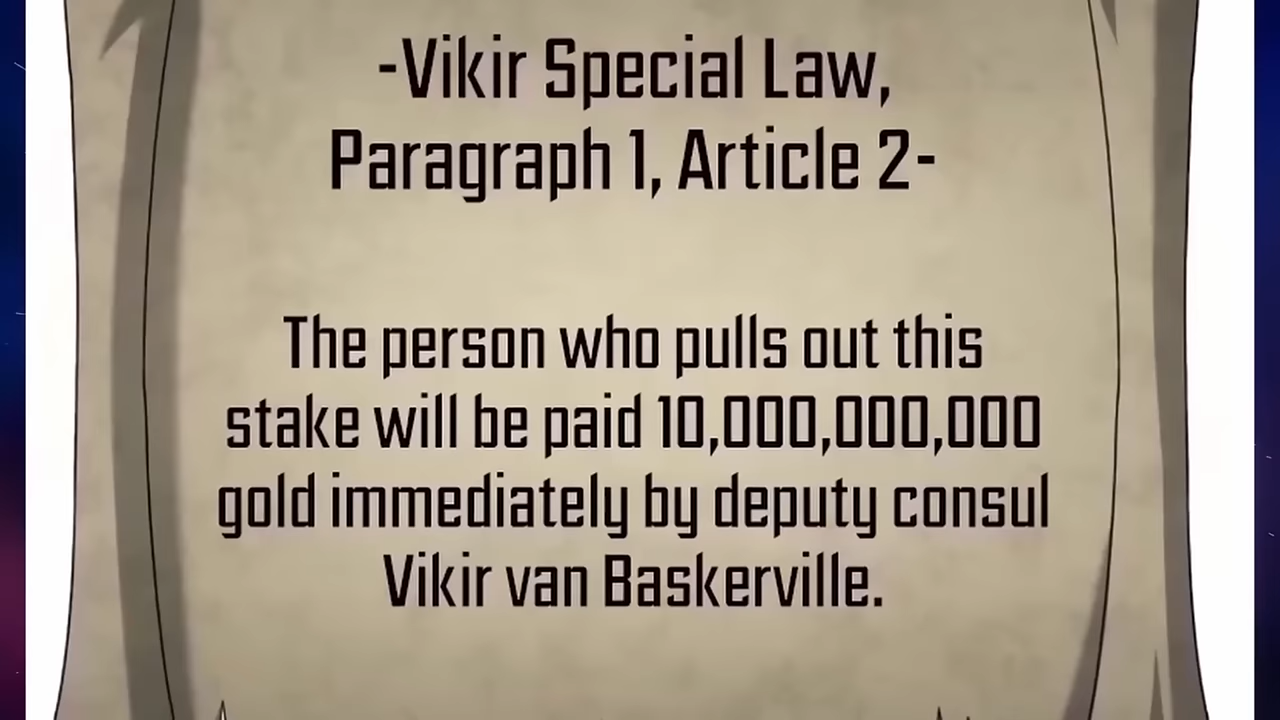 -Vikir Special Law,
Paragraph 1, Article 2-
The person who pulls out this
stake will be paid 10,000,000,000
gold immediately by deputy consul
Vikir van Baskerville.